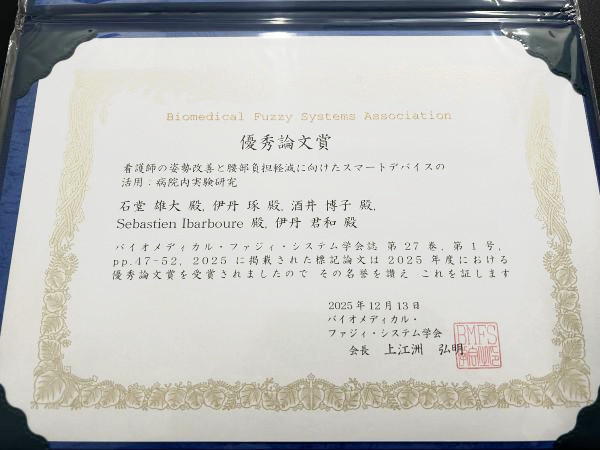 Biomedical Fuzzy Systems Association
優秀論文賞
看護師の姿勢改善と腰部負担軽減に向けたスマートデバイスの
活用：病院内実験研究
石堂 雄大 殿, 伊丹 琢 殿, 酒井 博子 殿,
Sebastien Ibarboure 殿, 伊丹 君和 殿
バイオメディカル・ファジィ・システム学会誌 第 27 巻, 第 1 号,
pp.47-52, 2025 に掲載された標記論文は 2025 年度における
優秀論文賞を受賞されましたので その名誉を讃え これを証します
2025年12月13日
バイオメディカル・
ファジィ・システム学会
会長 上江洲 弘明
BMFS